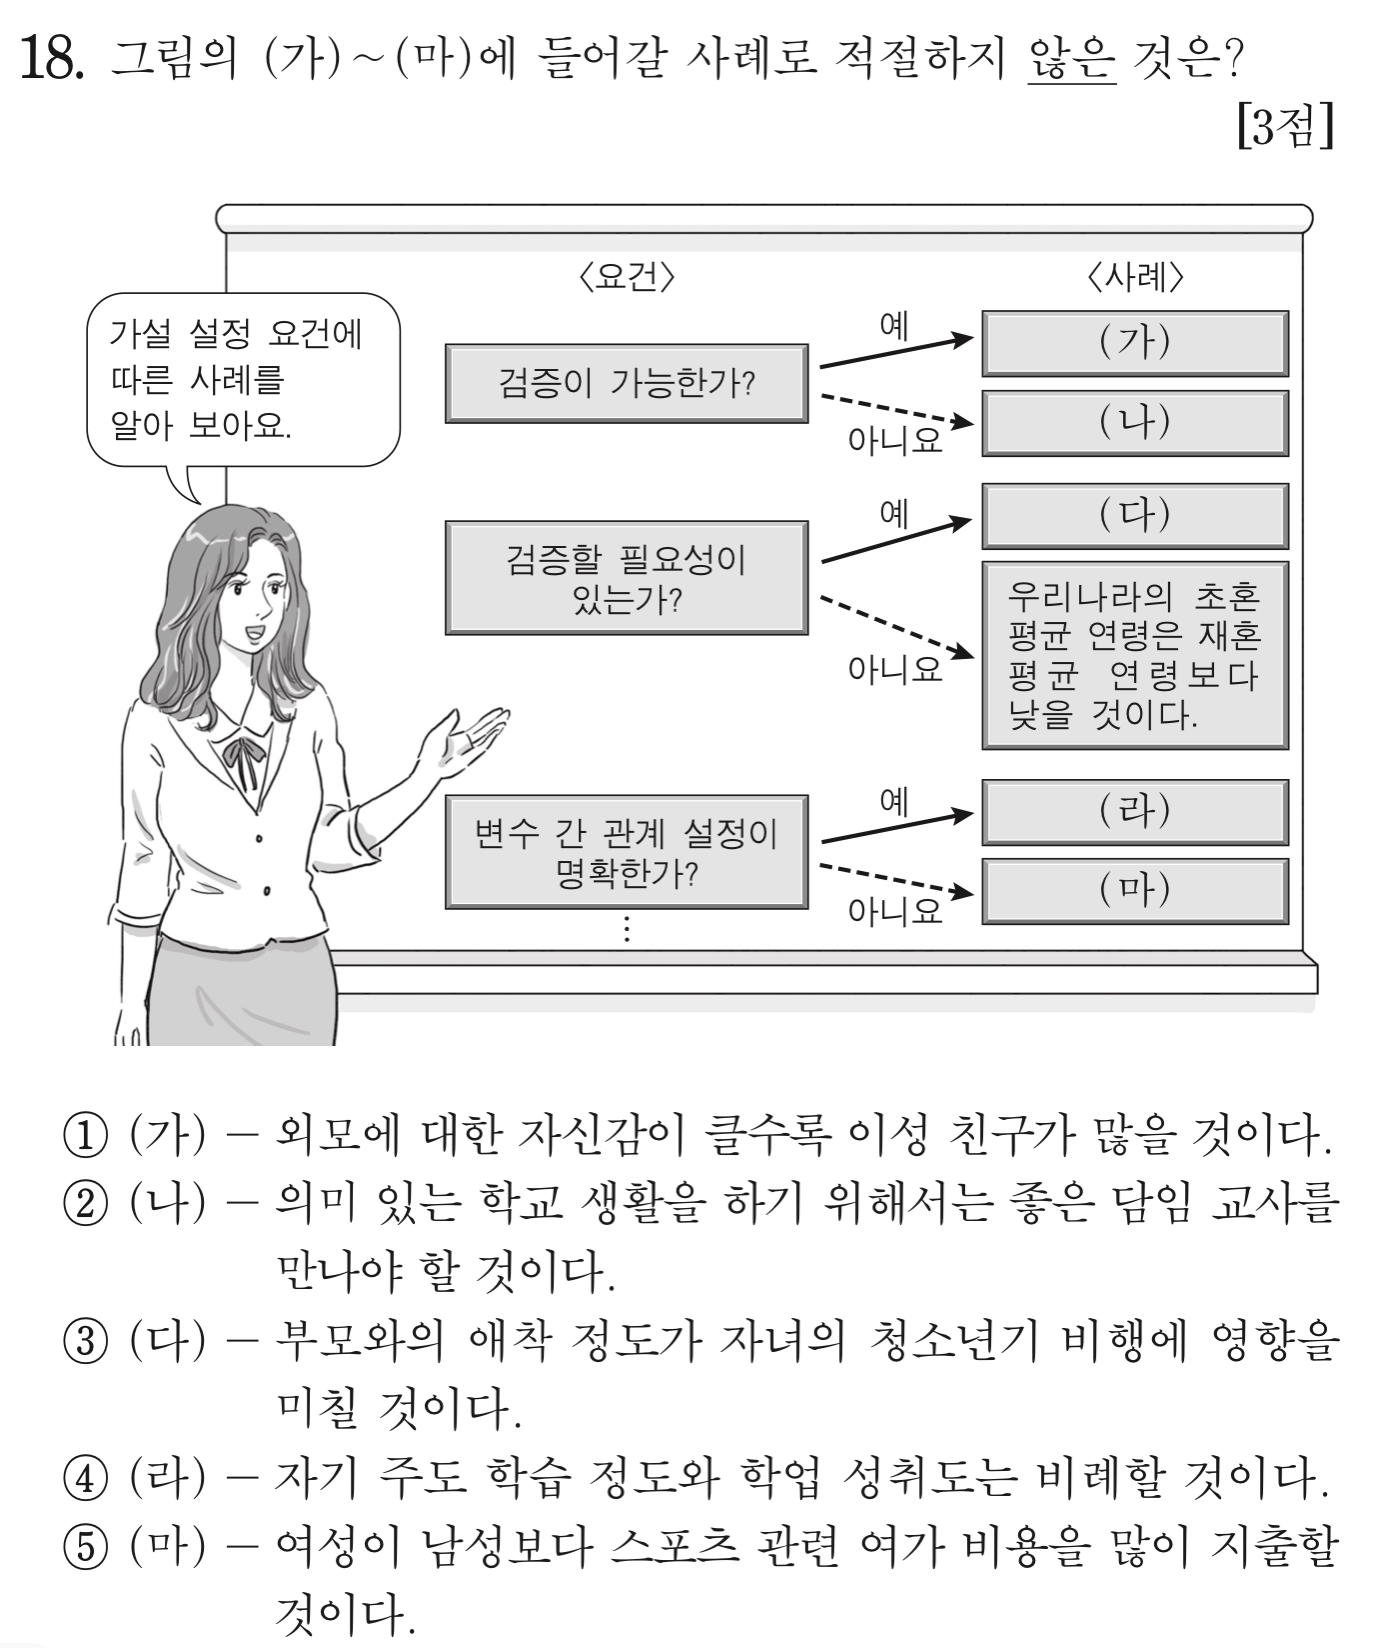 18. 그림의 (가)~(마)에 들어갈 사례로 적절하지 않은 것은?
[3점]
〈요건〉
〈사례〉
가설 설정 요건에
따른 사례를
알아 보아요.
검증이 가능한가?
예
(가)
아니요
(나)
검증할 필요성이
있는가?
예
(다)
아니요
우리나라의 초혼
평균 연령은 재혼
평균 연령보다
낮을 것이다.
변수 간 관계 설정이
명확한가?
예
(라)
아니요
(마)
⋮
① (가) - 외모에 대한 자신감이 클수록 이성 친구가 많을 것이다.
② (나) - 의미 있는 학교 생활을 하기 위해서는 좋은 담임 교사를
만나야 할 것이다.
③ (다) - 부모와의 애착 정도가 자녀의 청소년기 비행에 영향을
미칠 것이다.
④ (라) - 자기 주도 학습 정도와 학업 성취도는 비례할 것이다.
⑤ (마) - 여성이 남성보다 스포츠 관련 여가 비용을 많이 지출할
것이다.